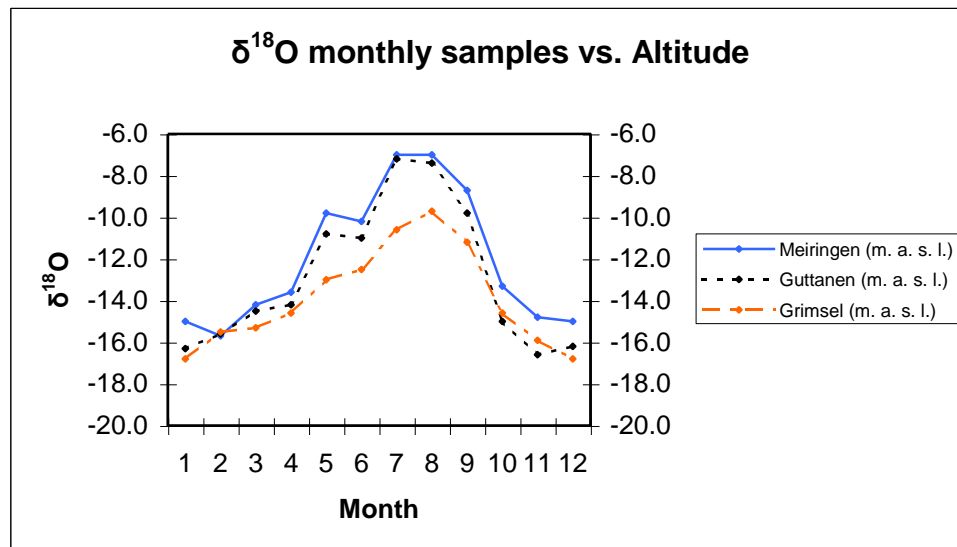 δ¹⁸O monthly samples vs. Altitude
-6.0 -6.0
-8.0 -8.0
-10.0 -10.0
-12.0 -12.0
-14.0 -14.0
-16.0 -16.0
-18.0 -18.0
-20.0 -20.0
δ¹⁸O
1 2 3 4 5 6 7 8 9 10 11 12
Month
Meiringen (m. a. s. l.)
Guttanen (m. a. s. l.)
Grimsel (m. a. s. l.)